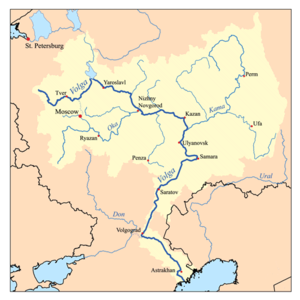 St. Petersburg
Tver
Volga
Yaroslavl
Perm
Nizhny
Novgorod
Moscow
Kama
Kazan
Oka
Ufa
Ryazan
Ulyanovsk
Penza
Samara
Volga
Ural
Saratov
Don
Volgograd
Astrakhan